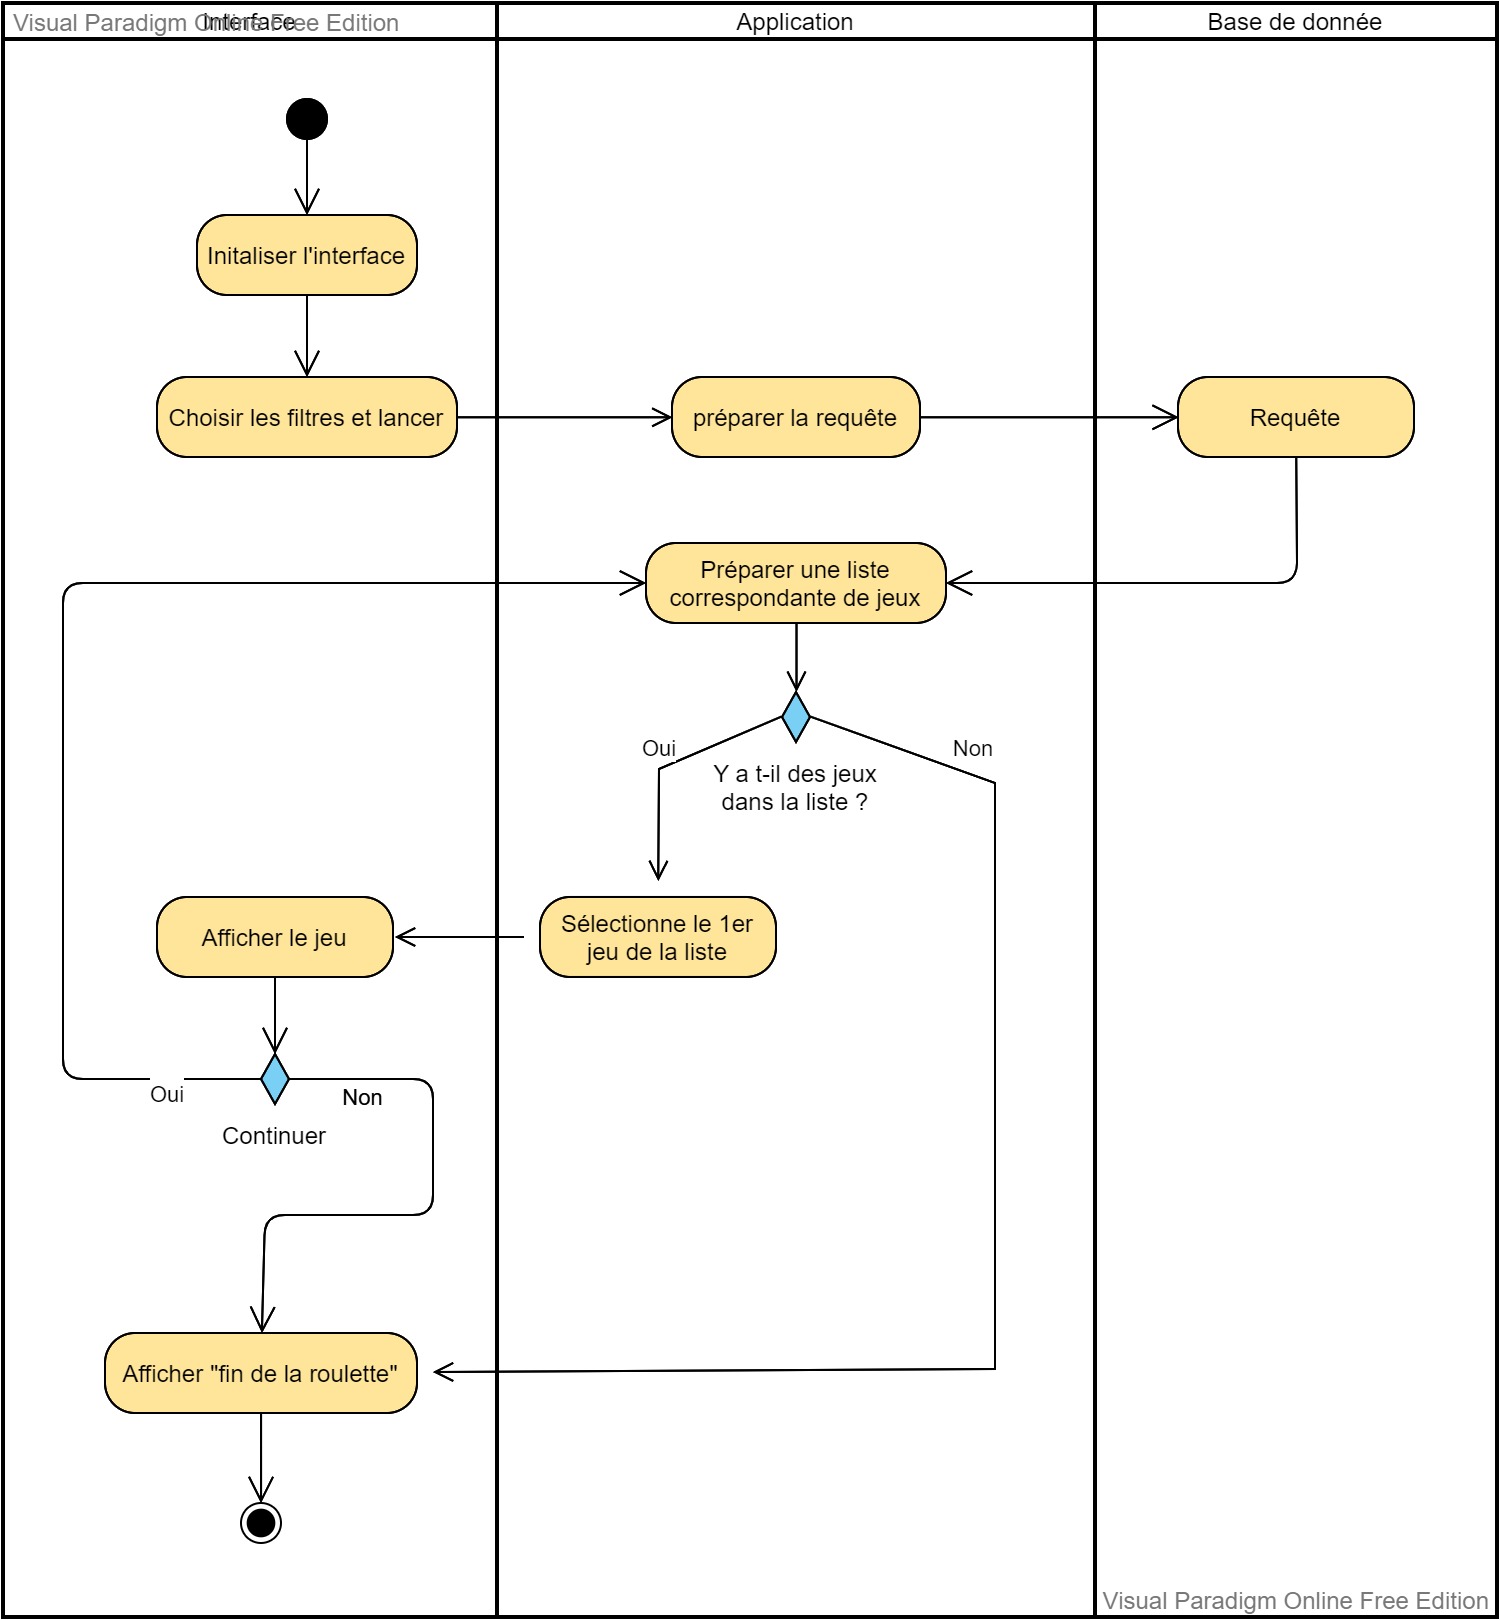 Visual Paradigm Online Free Edition
Interface
Application
Base de donnée
Initaliser l'interface
Choisir les filtres et lancer
préparer la requête
Requête
Préparer une liste
correspondante de jeux
Oui
Non
Y a t-il des jeux
dans la liste ?
Afficher le jeu
Sélectionne le 1er
jeu de la liste
Oui
Non
Continuer
Afficher "fin de la roulette"
Visual Paradigm Online Free Edition